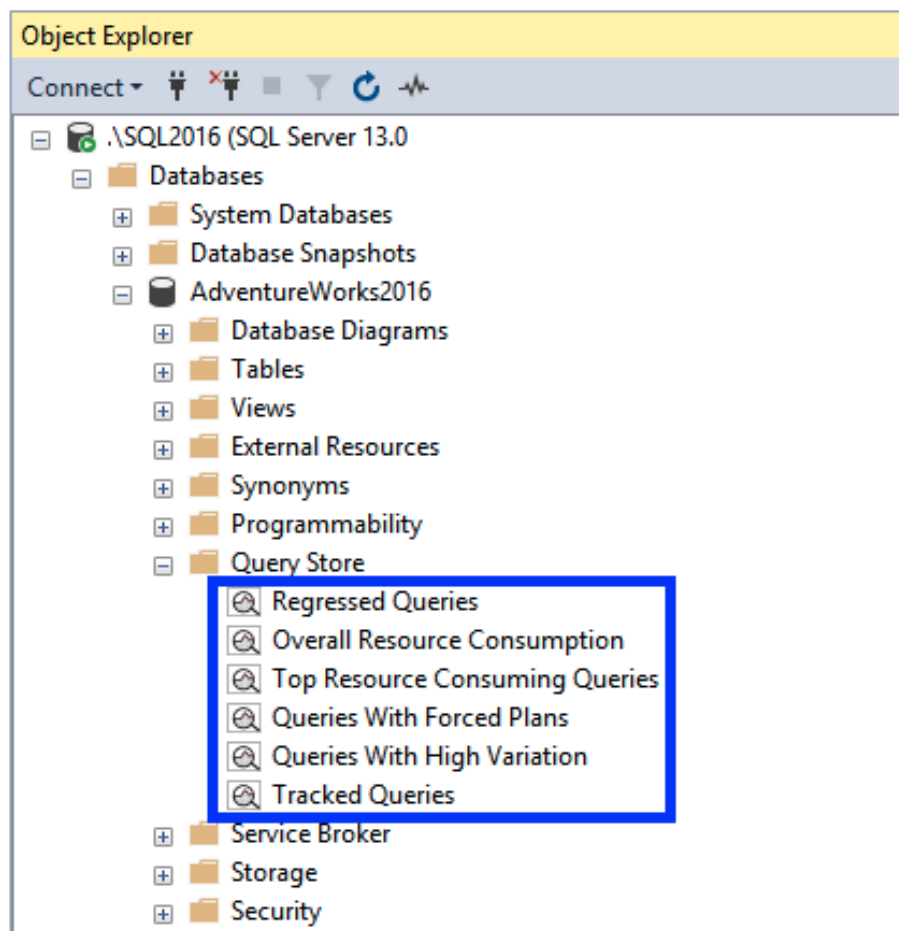 Object Explorer
Connect
.\SQL2016 (SQL Server 13.0
Databases
System Databases
Database Snapshots
AdventureWorks2016
Database Diagrams
Tables
Views
External Resources
Synonyms
Programmability
Query Store
Regressed Queries
Overall Resource Consumption
Top Resource Consuming Queries
Queries With Forced Plans
Queries With High Variation
Tracked Queries
Service Broker
Storage
Security